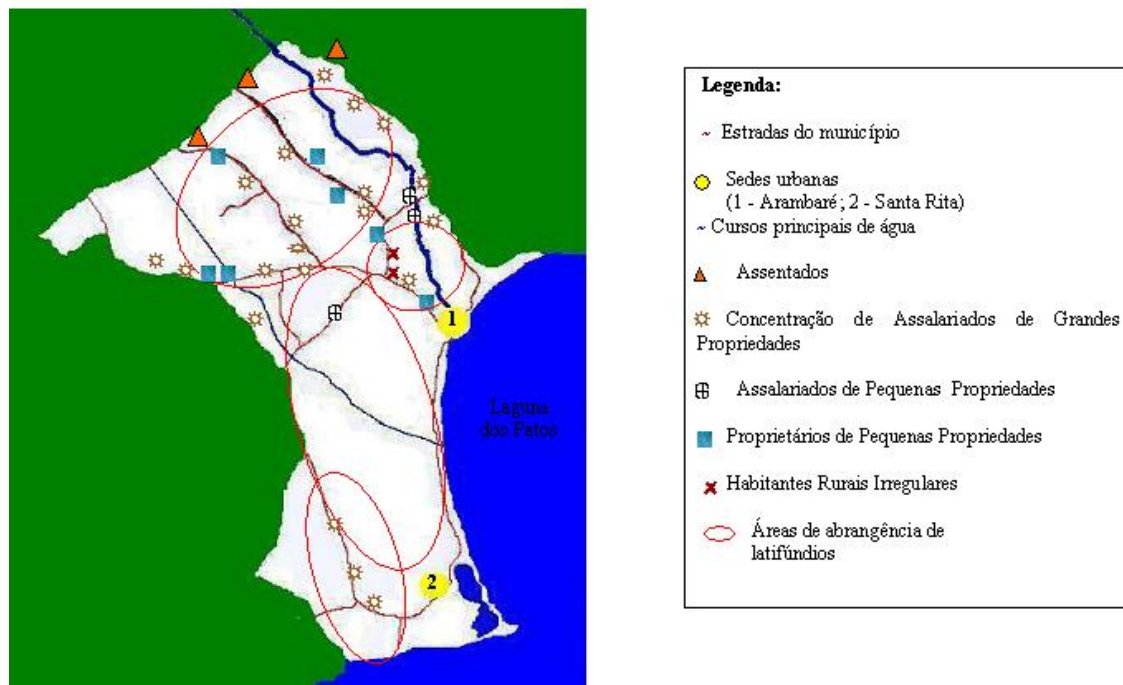 Legenda:
~ Estradas do município
Sedes urbanas
(1 - Arambaré; 2 - Santa Rita)
~ Cursos principais de água
Assentados
Concentração de Assalariados de Grandes
Propriedades
Assalariados de Pequenas Propriedades
Proprietários de Pequenas Propriedades
Habitantes Rurais Irregulares
Áreas de abrangência de
latifúndios
1
Laguna
dos Patos
2